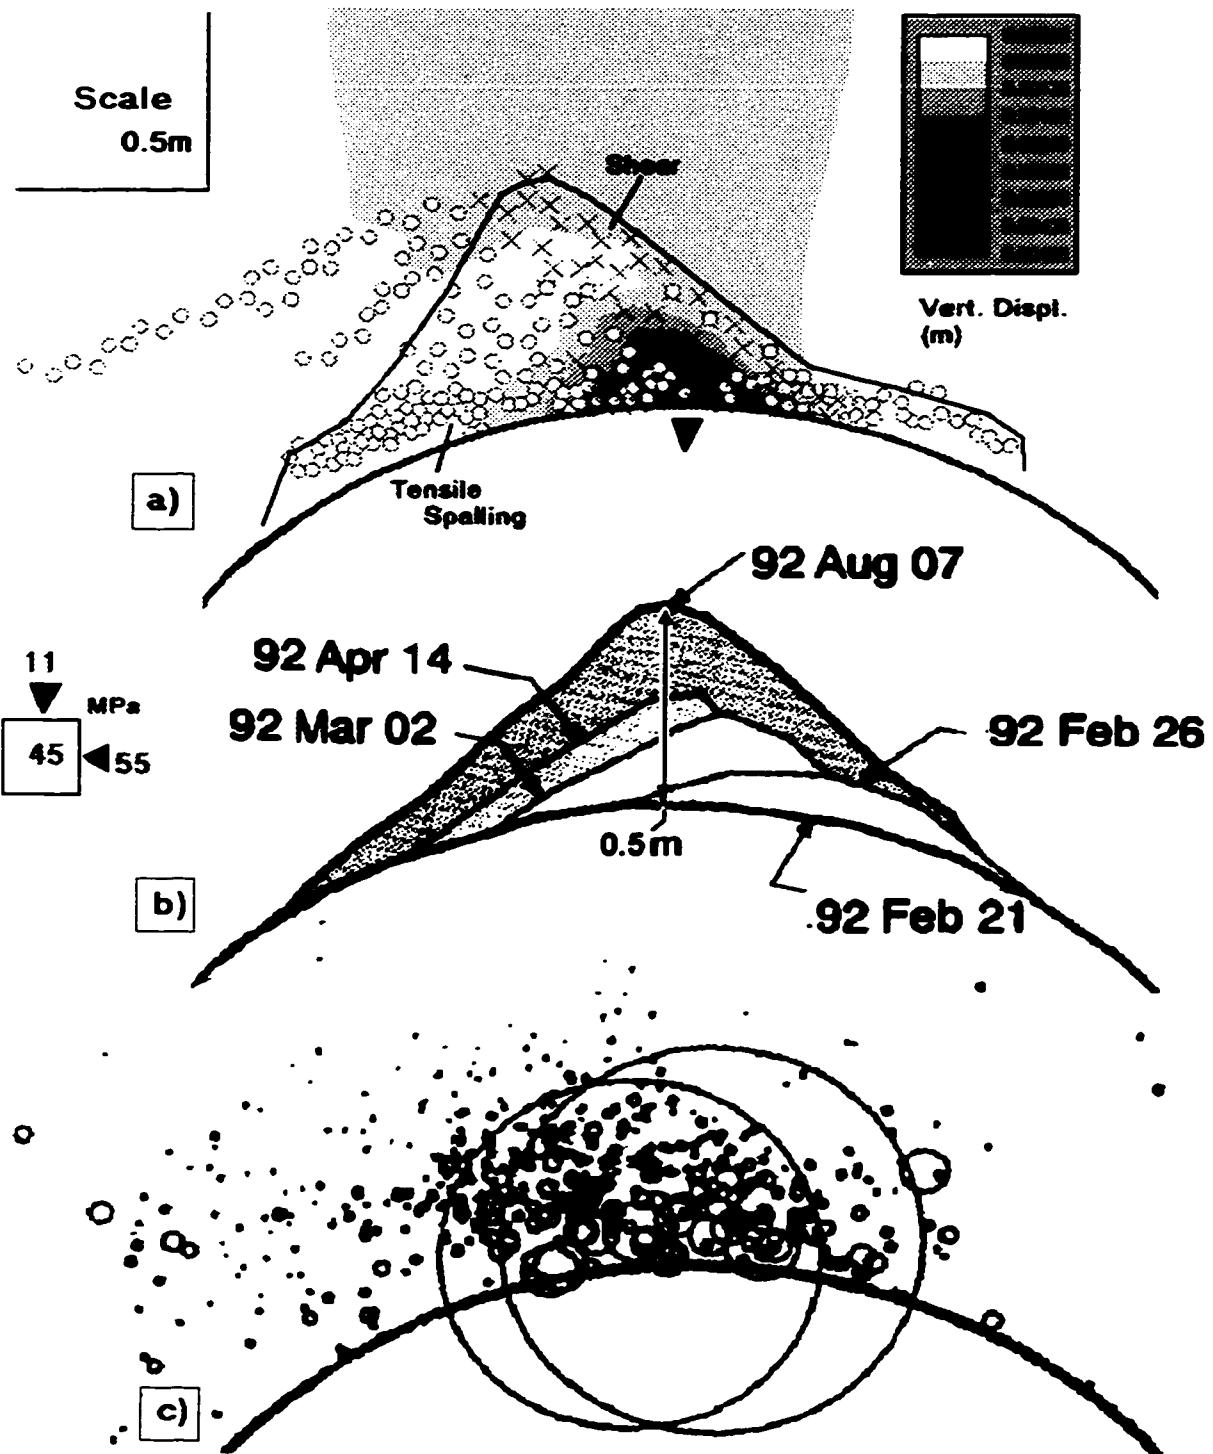 Scale
0.5m
Shear
Vert. Displ.
(m)
a)
Tensile
Spalling
92 Aug 07
92 Apr 14
11
MPa
92 Mar 02
45
55
92 Feb 26
0.5m
b)
92 Feb 21
c)